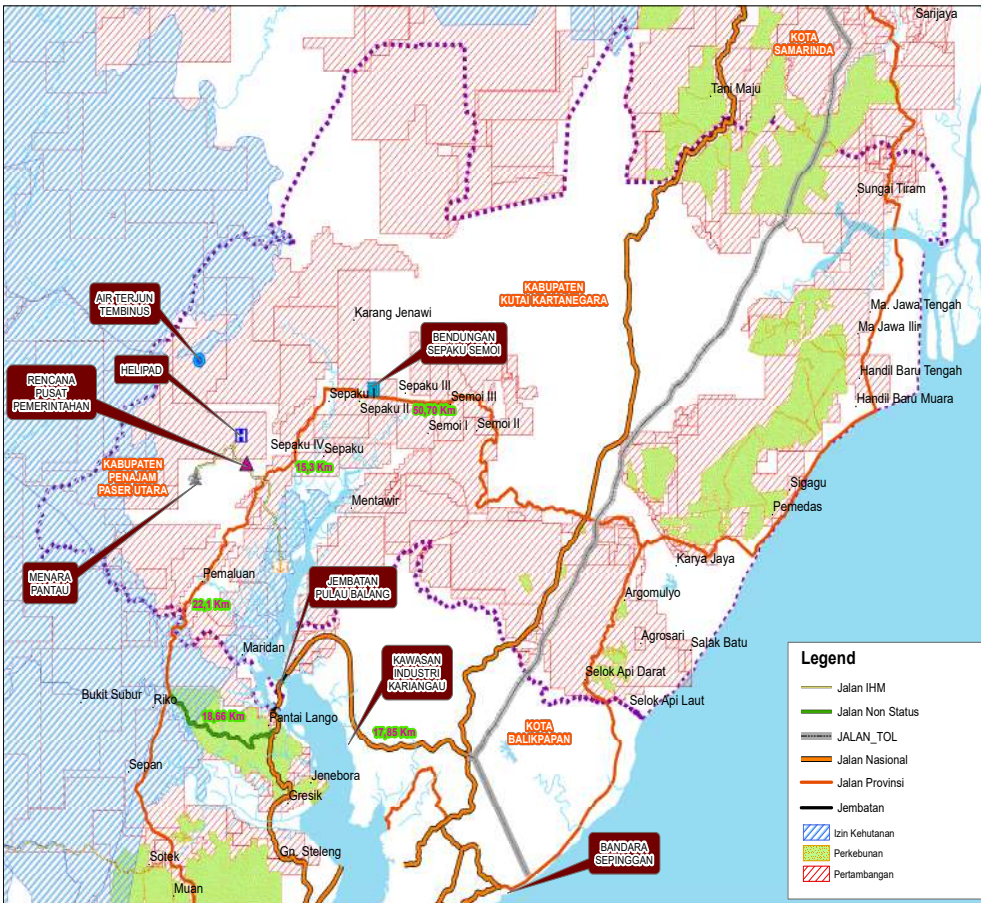 Sarijaya
KOTA
SAMARINDA
Tani Maju
Sungai Tiram
AIR TERJUN
TEMBINUS
KABUPATEN
KUTAI KARTANEGARA
Karang Jenawi
Ma. Jawa Tengah
Ma Jawa Ilir
BENDUNGAN
SEPAKU SEMOI
HELIPAD
RENCANA
PUSAT
PEMERINTAHAN
Handil Baru Tengah
Handil Baru Muara
Sepaku I
Sepaku III
Sepaku II
50,70 Km
Semoi III
Semoi I
Semoi II
Sepaku IV
Sepaku
15,3 Km
KABUPATEN
PENAJAM
PASER UTARA
Mentawir
Sigagu
Pemedas
MENARA
PANTAU
Pemaluan
JEMBATAN
PULAU BALANG
Karya Jaya
Argomulyo
22,1 Km
Maridan
Agrosari
Salak Batu
KAWASAN
INDUSTRI
KARIANGAU
Selok Api Darat
Selok Api Laut
Bukit Subur
Riko
18,66 Km
Pantai Lango
17,85 Km
KOTA
BALIKPAPAN
Sepan
Jenebora
Gresik
Sotek
Gn. Steleng
Muan
BANDARA
SEPINGGAN
Legend
Jalan IHM
Jalan Non Status
JALAN_TOL
Jalan Nasional
Jalan Provinsi
Jembatan
Izin Kehutanan
Perkebunan
Pertambangan